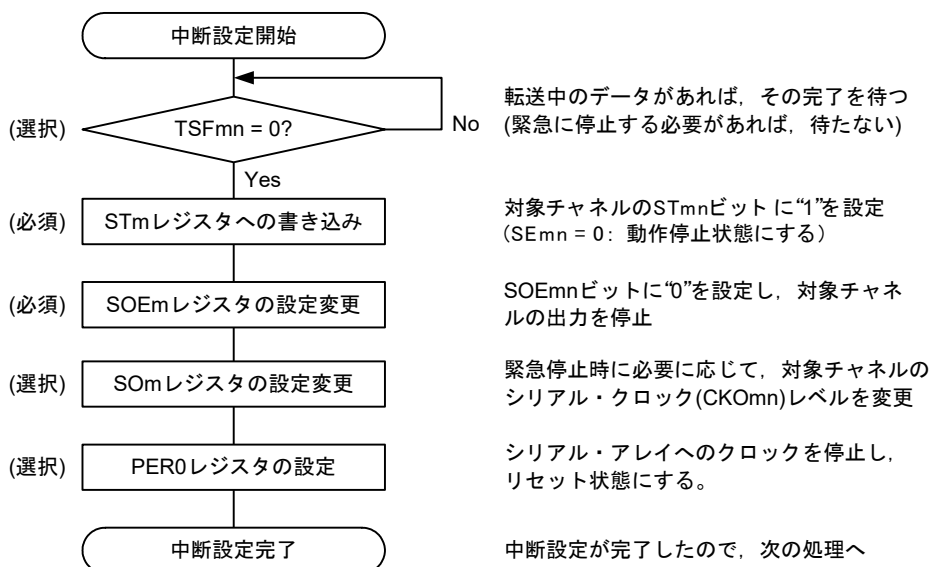 中断設定開始
転送中のデータがあれば，その完了を待つ
(選択)
TSFmn = 0?
No
(緊急に停止する必要があれば，待たない)
Yes
(必須)
STmレジスタへの書き込み
対象チャネルのSTmnビット に“1”を設定
（SEmn = 0：動作停止状態にする）
(必須)
SOEmレジスタの設定変更
SOEmnビットに“0”を設定し，対象チャネ
ルの出力を停止
(選択)
SOmレジスタの設定変更
緊急停止時に必要に応じて，対象チャネルの
シリアル・クロック(CKOmn)レベルを変更
(選択)
PER0レジスタの設定
シリアル・アレイへのクロックを停止し，
リセット状態にする。
中断設定完了
中断設定が完了したので，次の処理へ